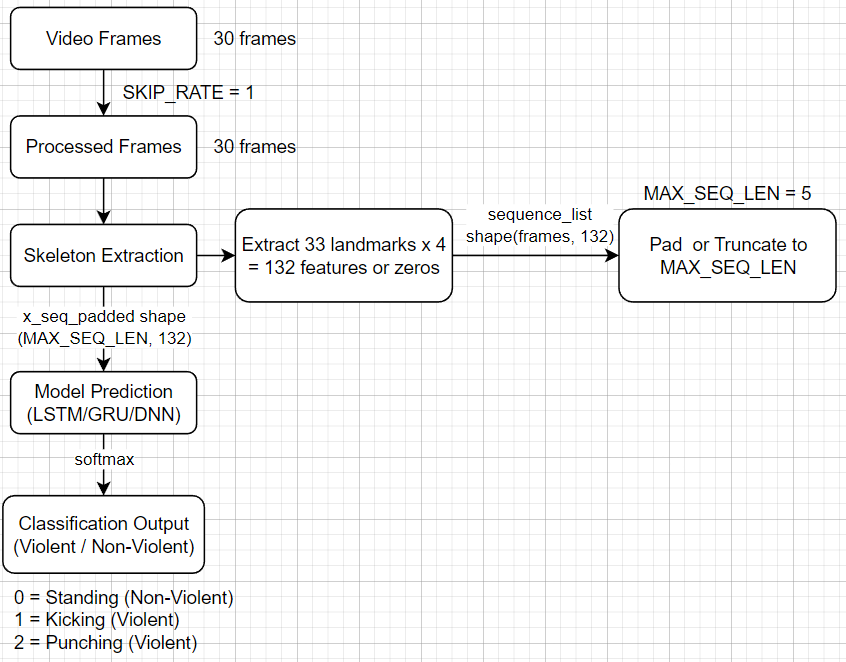 Video Frames
30 frames
SKIP_RATE = 1
Processed Frames
30 frames
Skeleton Extraction
Extract 33 landmarks x 4
= 132 features or zeros
sequence_list
shape(frames, 132)
MAX_SEQ_LEN = 5
Pad or Truncate to
MAX_SEQ_LEN
x_seq_padded shape
(MAX_SEQ_LEN, 132)
Model Prediction
(LSTM/GRU/DNN)
softmax
Classification Output
(Violent / Non-Violent)
0 = Standing (Non-Violent)
1 = Kicking (Violent)
2 = Punching (Violent)